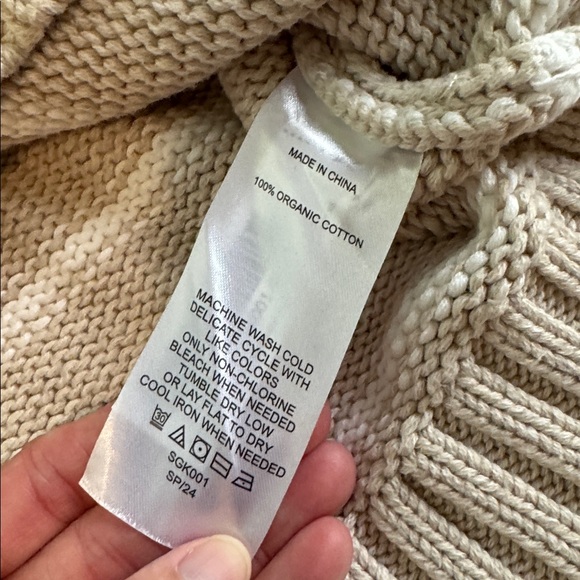 MADE IN CHINA
100% ORGANIC COTTON
MACHINE WASH COLD
DELICATE CYCLE WITH
LIKE COLORS
ONLY NON-CHLORINE
BLEACH WHEN NEEDED
TUMBLE DRY LOW
OR LAY FLAT TO DRY
COOL IRON WHEN NEEDED
30
SGK001
SP/24